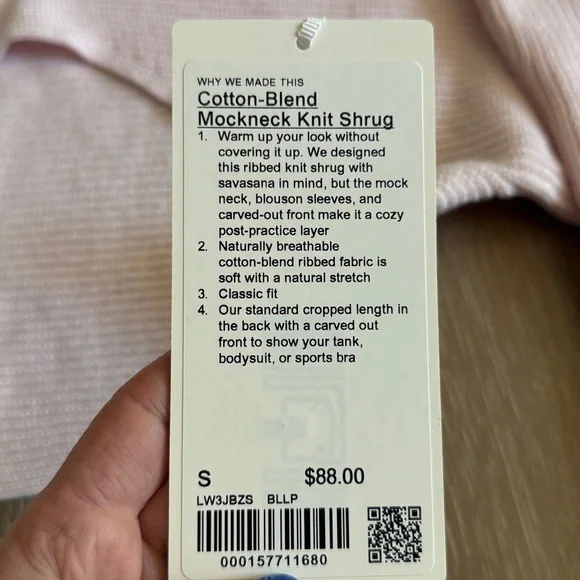 WHY WE MADE THIS
Cotton-Blend
Mockneck Knit Shrug
1. Warm up your look without
covering it up. We designed
this ribbed knit shrug with
savasana in mind, but the mock
neck, blouson sleeves, and
carved-out front make it a cozy
post-practice layer
2. Naturally breathable
cotton-blend ribbed fabric is
soft with a natural stretch
3. Classic fit
4. Our standard cropped length in
the back with a carved out
front to show your tank,
bodysuit, or sports bra
S $88.00
LW3JBZS BLLP
000157711680